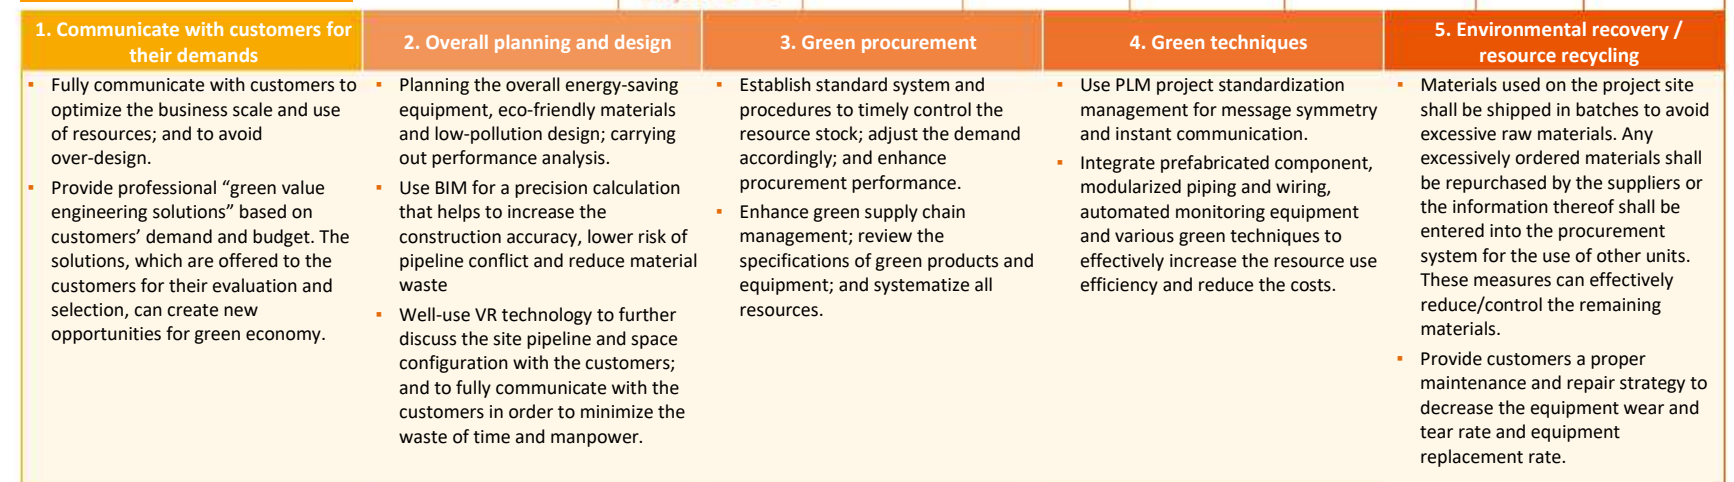 1. Communicate with customers for
their demands
▪ Fully communicate with customers to
optimize the business scale and use
of resources; and to avoid
over-design.
▪ Provide professional “green value
engineering solutions” based on
customers’ demand and budget. The
solutions, which are offered to the
customers for their evaluation and
selection, can create new
opportunities for green economy.
2. Overall planning and design
▪ Planning the overall energy-saving
equipment, eco-friendly materials
and low-pollution design; carrying
out performance analysis.
▪ Use BIM for a precision calculation
that helps to increase the
construction accuracy, lower risk of
pipeline conflict and reduce material
waste
▪ Well-use VR technology to further
discuss the site pipeline and space
configuration with the customers;
and to fully communicate with the
customers in order to minimize the
waste of time and manpower.
3. Green procurement
▪ Establish standard system and
procedures to timely control the
resource stock; adjust the demand
accordingly; and enhance
procurement performance.
▪ Enhance green supply chain
management; review the
specifications of green products and
equipment; and systematize all
resources.
4. Green techniques
▪ Use PLM project standardization
management for message symmetry
and instant communication.
▪ Integrate prefabricated component,
modularized piping and wiring,
automated monitoring equipment
and various green techniques to
effectively increase the resource use
efficiency and reduce the costs.
5. Environmental recovery /
resource recycling
▪ Materials used on the project site
shall be shipped in batches to avoid
excessive raw materials. Any
excessively ordered materials shall
be repurchased by the suppliers or
the information thereof shall be
entered into the procurement
system for the use of other units.
These measures can effectively
reduce/control the remaining
materials.
▪ Provide customers a proper
maintenance and repair strategy to
decrease the equipment wear and
tear rate and equipment
replacement rate.